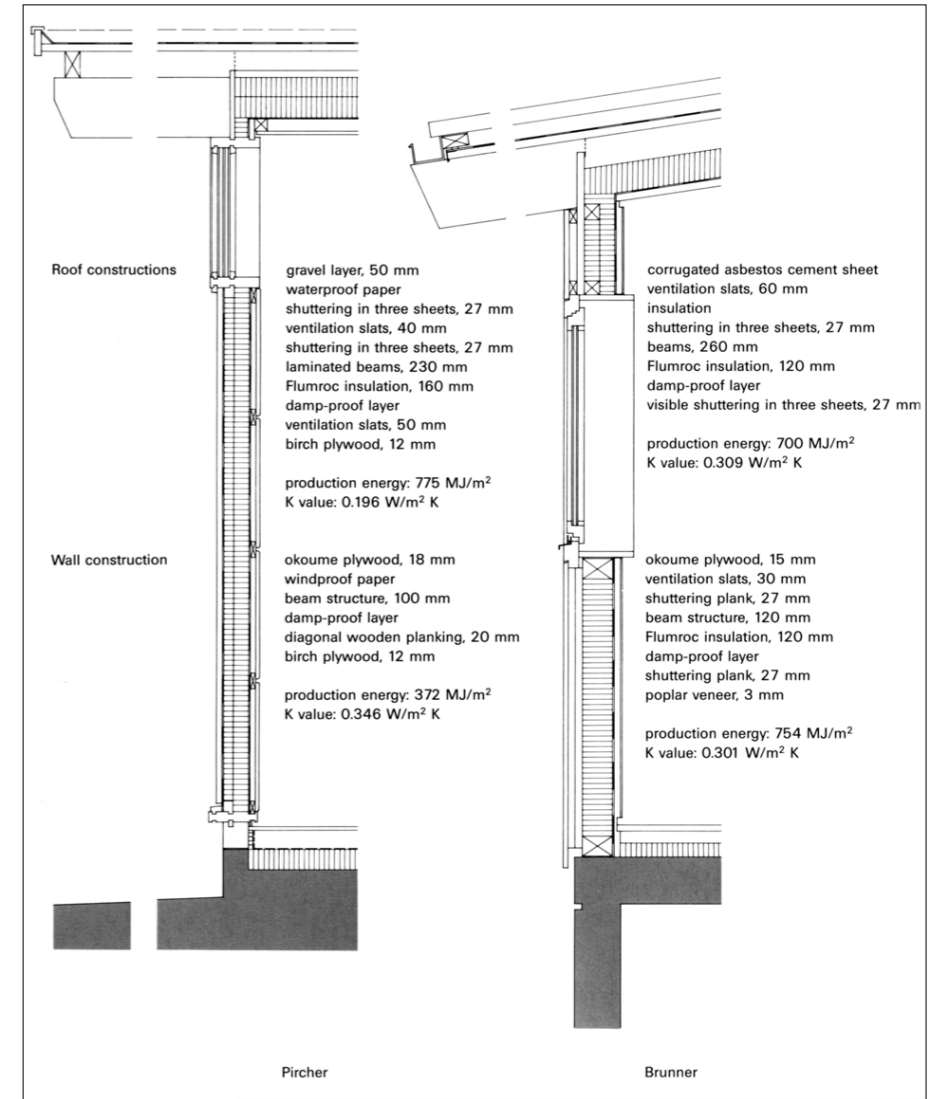 Roof constructions
gravel layer, 50 mm
waterproof paper
shuttering in three sheets, 27 mm
ventilation slats, 40 mm
shuttering in three sheets, 27 mm
laminated beams, 230 mm
Flumroc insulation, 160 mm
damp-proof layer
ventilation slats, 50 mm
birch plywood, 12 mm
production energy: 775 MJ/m²
K value: 0.196 W/m² K
corrugated asbestos cement sheet
ventilation slats, 60 mm
insulation
shuttering in three sheets, 27 mm
beams, 260 mm
Flumroc insulation, 120 mm
damp-proof layer
visible shuttering in three sheets, 27 mm
production energy: 700 MJ/m²
K value: 0.309 W/m² K
Wall construction
okoume plywood, 18 mm
windproof paper
beam structure, 100 mm
damp-proof layer
diagonal wooden planking, 20 mm
birch plywood, 12 mm
production energy: 372 MJ/m²
K value: 0.346 W/m² K
okoume plywood, 15 mm
ventilation slats, 30 mm
shuttering plank, 27 mm
beam structure, 120 mm
Flumroc insulation, 120 mm
damp-proof layer
shuttering plank, 27 mm
poplar veneer, 3 mm
production energy: 754 MJ/m²
K value: 0.301 W/m² K
Pircher
Brunner